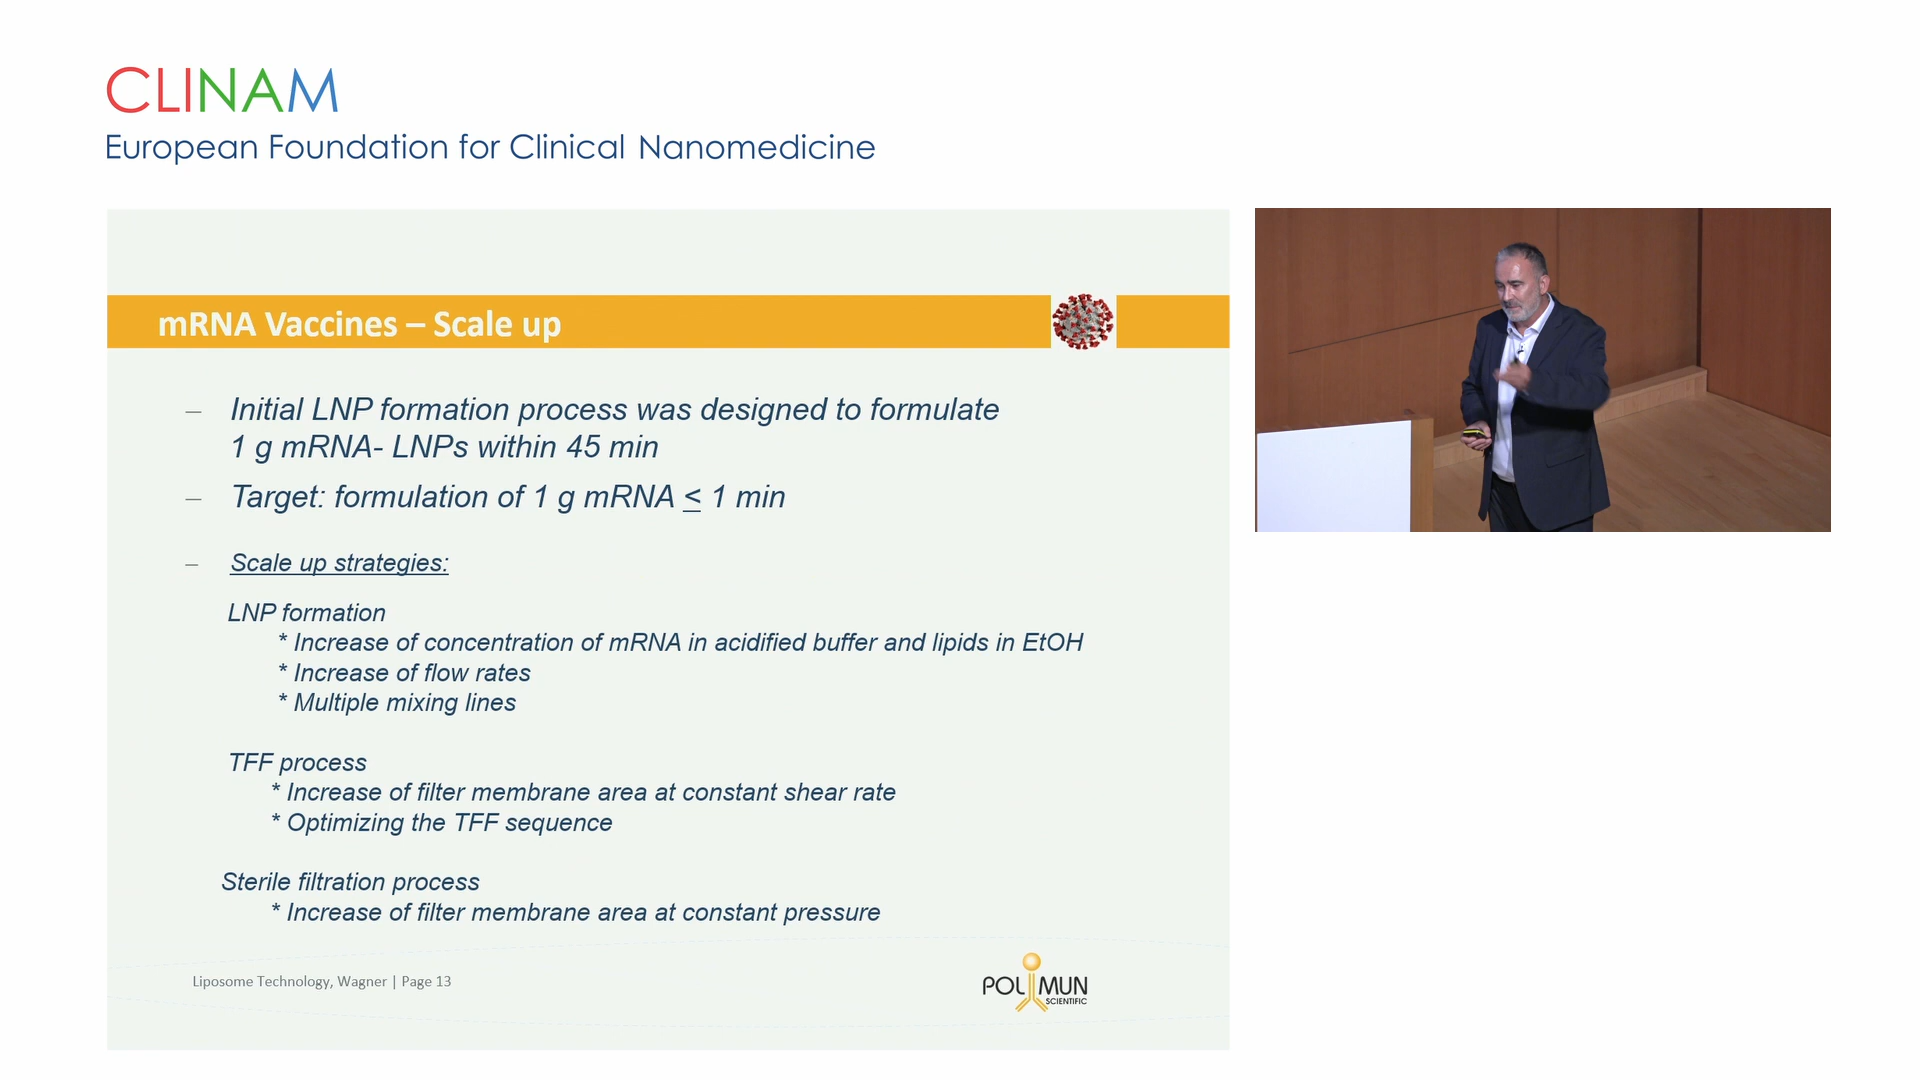 CLINAM
European Foundation for Clinical Nanomedicine
mRNA Vaccines – Scale up
– Initial LNP formation process was designed to formulate
1 g mRNA- LNPs within 45 min
– Target: formulation of 1 g mRNA ≤ 1 min
– Scale up strategies:
LNP formation
* Increase of concentration of mRNA in acidified buffer and lipids in EtOH
* Increase of flow rates
* Multiple mixing lines
TFF process
* Increase of filter membrane area at constant shear rate
* Optimizing the TFF sequence
Sterile filtration process
* Increase of filter membrane area at constant pressure
Liposome Technology, Wagner | Page 13
POLYMUN
SCIENTIFIC